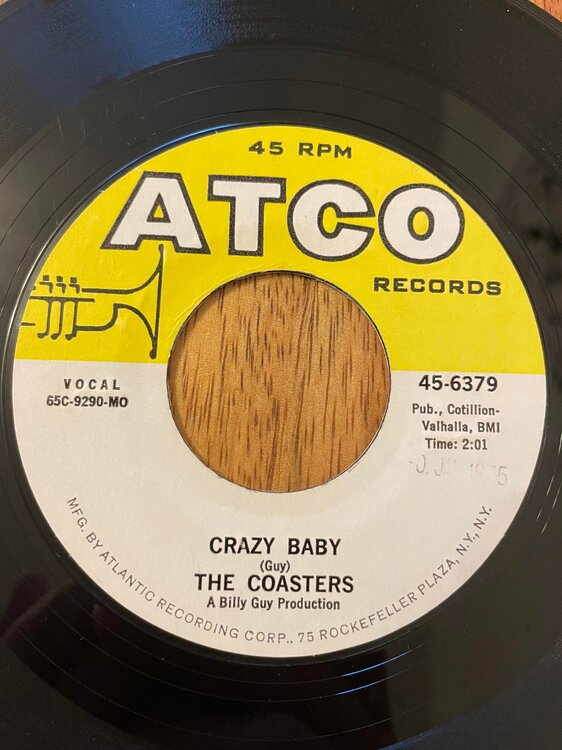 45 RPM
ATCO
RECORDS
VOCAL
65C-9290-MO
45-6379
Pub., Cotillion-
Valhalla, BMI
Time: 2:01
CRAZY BABY
(Guy)
THE COASTERS
A Billy Guy Production
MFG. BY ATLANTIC RECORDING CORP., 75 ROCKEFELLER PLAZA, N.Y., N.Y.